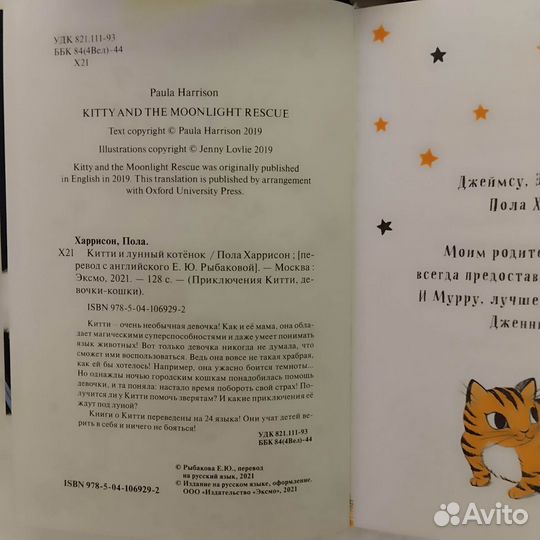 УДК 821.111-93
ББК 84(4Вел)-44
Х21
Paula Harrison
KITTY AND THE MOONLIGHT RESCUE
Text copyright © Paula Harrison 2019
Illustrations copyright © Jenny Lovlie 2019
Kitty and the Moonlight Rescue was originally published
in English in 2019. This translation is published by arrangement
with Oxford University Press.
Харрисон, Пола.
Х21 Китти и лунный котёнок / Пола Харрисон ; [пе-
ревод с английского Е. Ю. Рыбаковой]. — Москва :
Эксмо, 2021. — 128 с. — (Приключения Китти, де-
вочки-кошки).
ISBN 978-5-04-106929-2
Китти – очень необычная девочка! Как и её мама, она обла-
дает магическими суперспособностями и даже умеет понимать
язык животных! Вот только девочка никогда не думала, что
сможет ими воспользоваться. Ведь она вовсе не такая храбрая,
как ей бы хотелось! Например, она ужасно боится темноты...
Но однажды ночью городским кошкам понадобилась помощь
девочки, и та поняла: настало время побороть свой страх! По-
лучится ли у Китти помочь зверятам? И какие приключения её
ждут под луной?
Книги о Китти переведены на 24 языка! Они учат детей ве-
рить в себя и ничего не бояться!
УДК 821.111-93
ББК 84(4Вел)-44
© Рыбакова Е.Ю., перевод
на русский язык, 2021
© Издание на русском языке, оформление.
ООО «Издательство «Эксмо», 2021
ISBN 978-5-04-106929-2
Джеймсу,
Пола Х
Моим родите
всегда предостав
И Мурру, лучше
Дженни
Avito